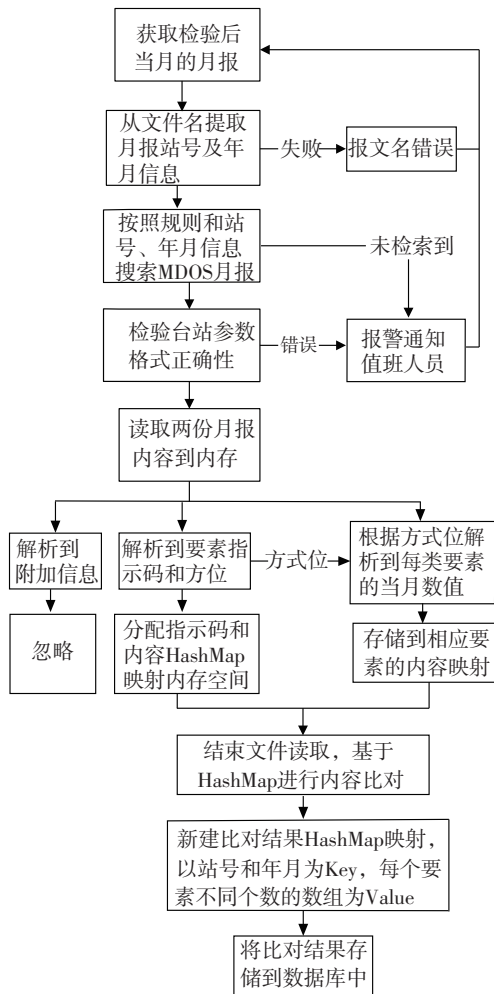 获取检验后
当月的月报
从文件名提取
月报站号及年
月信息
失败
报文名错误
按照规则和站
号、年月信息
搜索MDOS月报
未检索到
检验台站参数
格式正确性
错误
报警通知
值班人员
读取两份月报
内容到内存
解析到
附加信息
解析到要素指
示码和方位
方式位
根据方式位解
析到每类要素
的当月数值
忽略
分配指示码和
内容HashMap
映射内存空间
存储到相应要
素的内容映射
结束文件读取，基于
HashMap进行内容比对
新建比对结果HashMap映射，
以站号和年月为Key，每个要
素不同个数的数组为Value
将比对结果存
储到数据库中